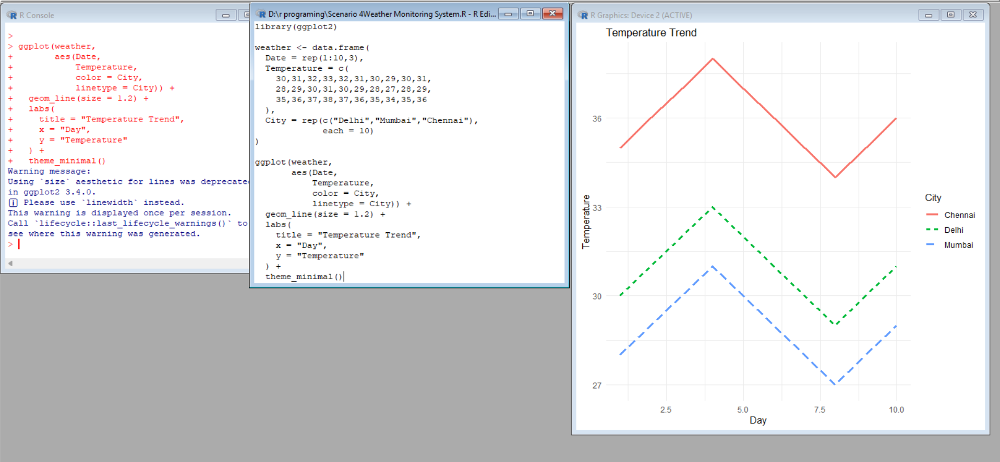 R Console
>
> ggplot(weather,
+        aes(Date,
+            Temperature,
+            color = City,
+            linetype = City)) +
+   geom_line(size = 1.2) +
+   labs(
+     title = "Temperature Trend",
+     x = "Day",
+     y = "Temperature"
+   ) +
+   theme_minimal()
Warning message:
Using `size` aesthetic for lines was deprecated
in ggplot2 3.4.0.
i Please use `linewidth` instead.
This warning is displayed once per session.
Call `lifecycle::last_lifecycle_warnings()` to
see where this warning was generated.
>
D:\r programing\Scenario 4Weather Monitoring System.R - R Edi...
library(ggplot2)
weather <- data.frame(
  Date = rep(1:10,3),
  Temperature = c(
    30,31,32,33,32,31,30,29,30,31,
    28,29,30,31,30,29,28,27,28,29,
    35,36,37,38,37,36,35,34,35,36
  ),
  City = rep(c("Delhi","Mumbai","Chennai"),
             each = 10)
)
ggplot(weather,
       aes(Date,
           Temperature,
           color = City,
           linetype = City)) +
  geom_line(size = 1.2) +
  labs(
    title = "Temperature Trend",
    x = "Day",
    y = "Temperature"
  ) +
  theme_minimal()
R Graphics: Device 2 (ACTIVE)
Temperature Trend
36
33
30
27
Temperature
2.5 5.0 7.5 10.0
Day
City
Chennai
Delhi
Mumbai